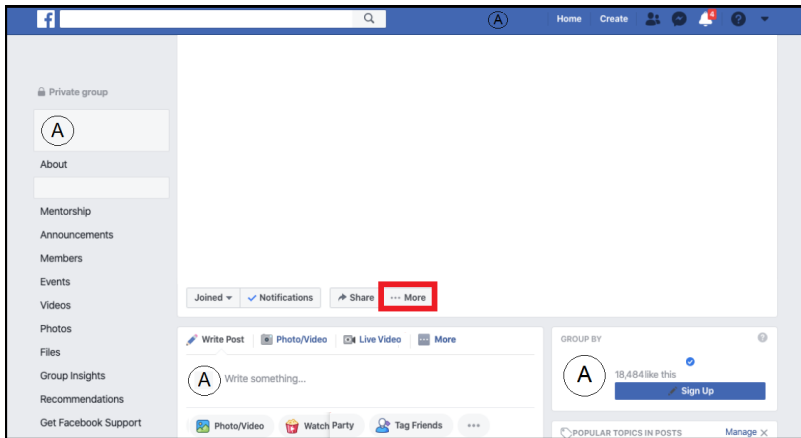 f
A Home Create 4 ?
Private group
A
About
Mentorship
Announcements
Members
Events
Videos
Photos
Files
Group Insights
Recommendations
Get Facebook Support
Joined Notifications Share ··· More
Write Post Photo/Video Live Video More
A Write something...
Photo/Video Watch Party Tag Friends ···
GROUP BY ?
A
18,484 like this
Sign Up
POPULAR TOPICS IN POSTS Manage ×